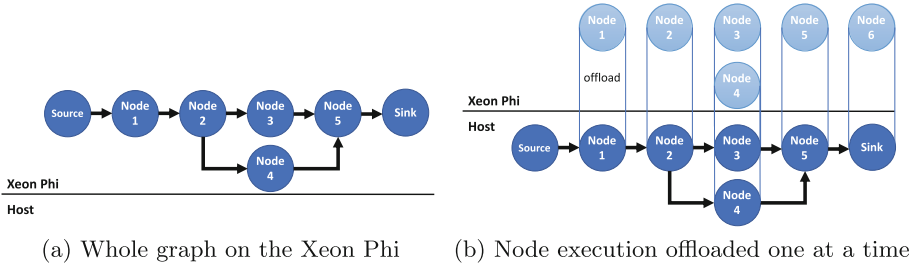 Source
Node 1
Node 2
Node 3
Node 5
Sink
Node 4
Xeon Phi
Host
(a) Whole graph on the Xeon Phi
Node 1
Node 2
Node 3
Node 5
Node 6
offload
Node 4
Xeon Phi
Host
Source
Node 1
Node 2
Node 3
Node 5
Sink
Node 4
(b) Node execution offloaded one at a time